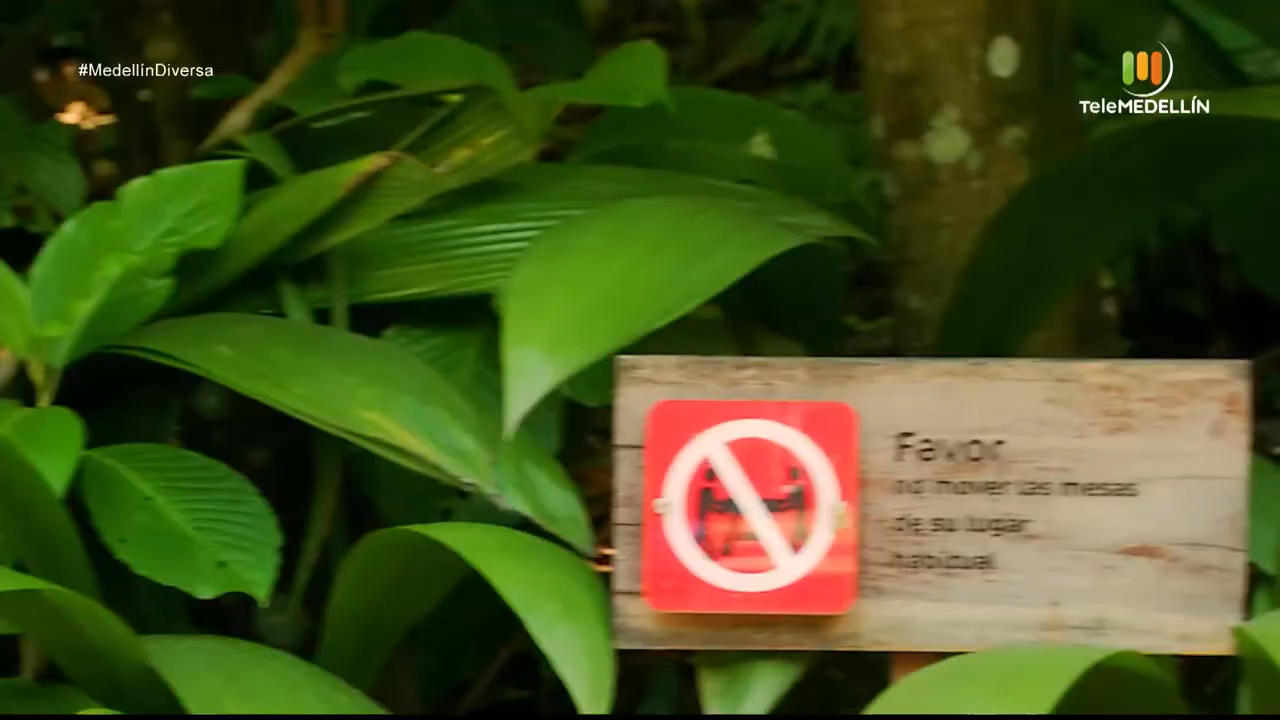 #MedellínDiversa
TeleMEDELLÍN
Favor
no mover las mesas
de su lugar
habitual